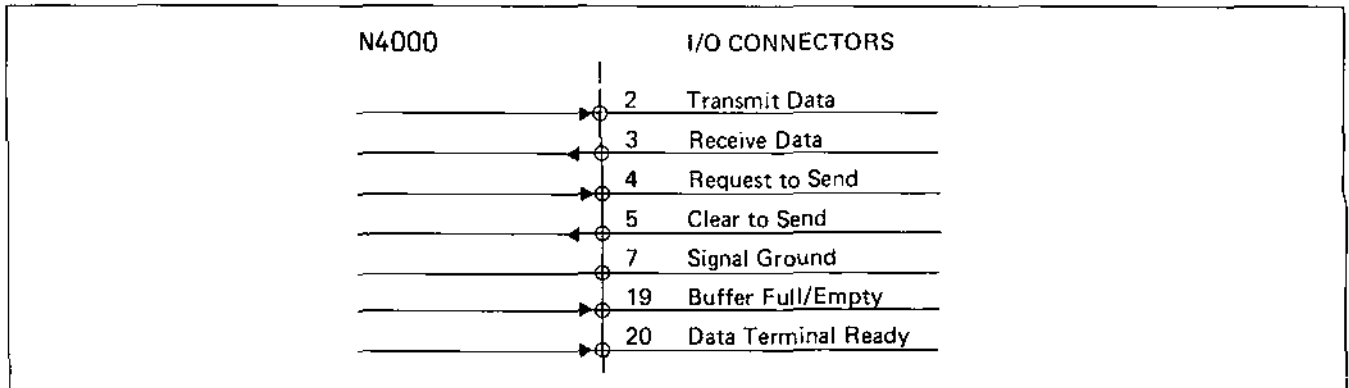 N4000 I/O CONNECTORS
2 Transmit Data
3 Receive Data
4 Request to Send
5 Clear to Send
7 Signal Ground
19 Buffer Full/Empty
20 Data Terminal Ready